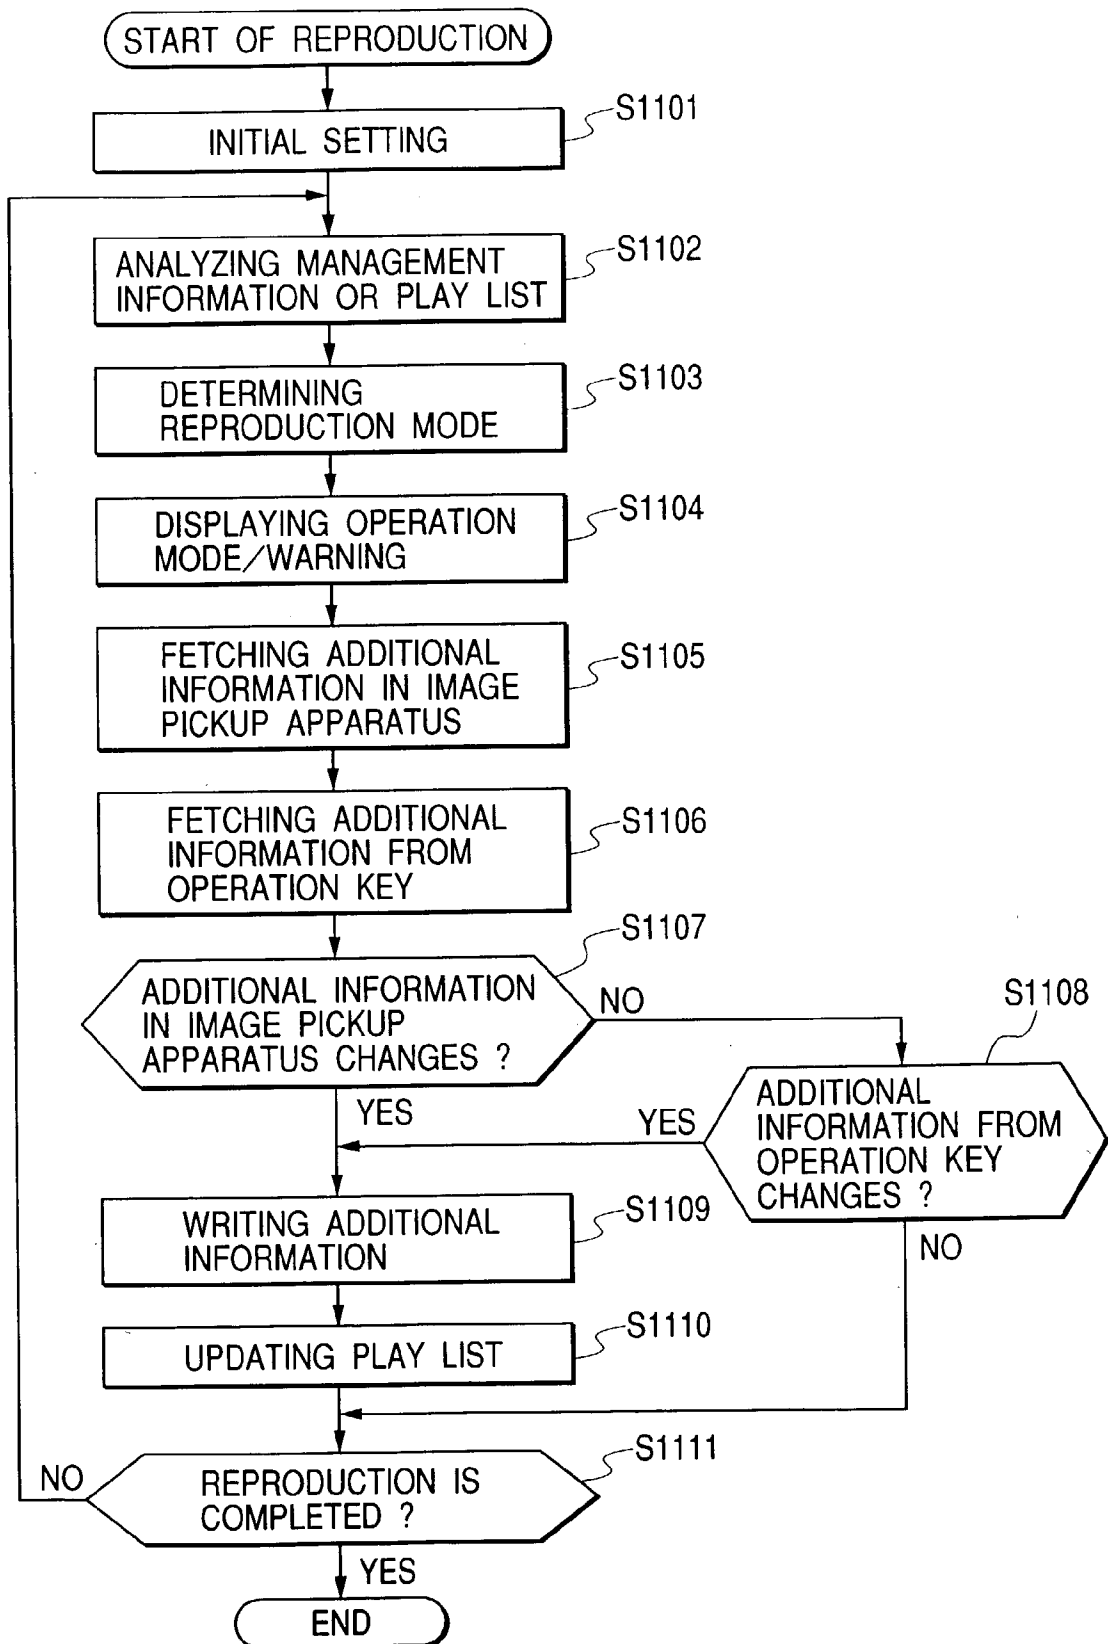 START OF REPRODUCTION
S1101
INITIAL SETTING
S1102
ANALYZING MANAGEMENT
INFORMATION OR PLAY LIST
S1103
DETERMINING
REPRODUCTION MODE
S1104
DISPLAYING OPERATION
MODE/WARNING
S1105
FETCHING ADDITIONAL
INFORMATION IN IMAGE
PICKUP APPARATUS
S1106
FETCHING ADDITIONAL
INFORMATION FROM
OPERATION KEY
S1107
ADDITIONAL INFORMATION
IN IMAGE PICKUP
APPARATUS CHANGES ?
NO
YES
S1108
ADDITIONAL
INFORMATION FROM
OPERATION KEY
CHANGES ?
YES
NO
S1109
WRITING ADDITIONAL
INFORMATION
S1110
UPDATING PLAY LIST
S1111
REPRODUCTION IS
COMPLETED ?
NO
YES
END